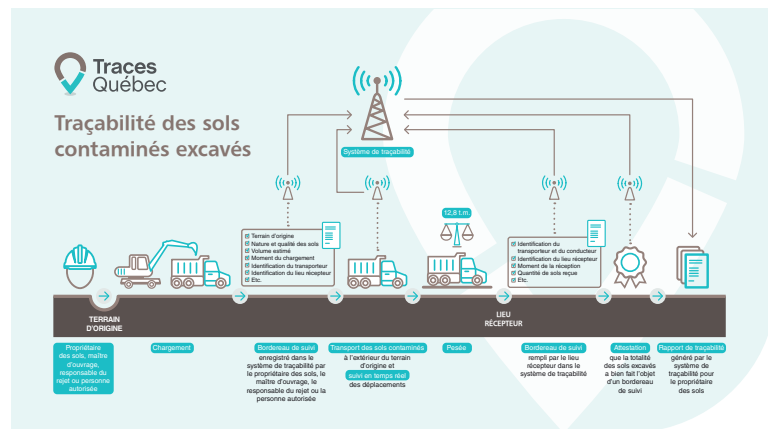 Traces
Québec
Traçabilité des sols
contaminés excavés
Système de traçabilité
12,8 t.m.
Terrain d'origine
Nature et qualité des sols
Volume estimé
Moment du chargement
Identification du transporteur
Identification du lieu récepteur
Etc.
Identification du
transporteur et du conducteur
Identification du lieu récepteur
Moment de la réception
Quantité de sols reçue
Etc.
TERRAIN
D'ORIGINE
LIEU
RÉCEPTEUR
Propriétaire
des sols, maître
d'ouvrage,
responsable du
rejet ou personne
autorisée
Chargement
Bordereau de suivi
enregistré dans le
système de traçabilité par
le propriétaire des sols, le
maître d'ouvrage, le
responsable du rejet ou la
personne autorisée
Transport des sols contaminés
à l'extérieur du terrain
d'origine et
suivi en temps réel
des déplacements
Pesée
Bordereau de suivi
rempli par le lieu
récepteur dans le
système de traçabilité
Attestation
que la totalité
des sols excavés
a bien fait l'objet
d'un bordereau
de suivi
Rapport de traçabilité
généré par le
système de
traçabilité pour
le propriétaire
des sols